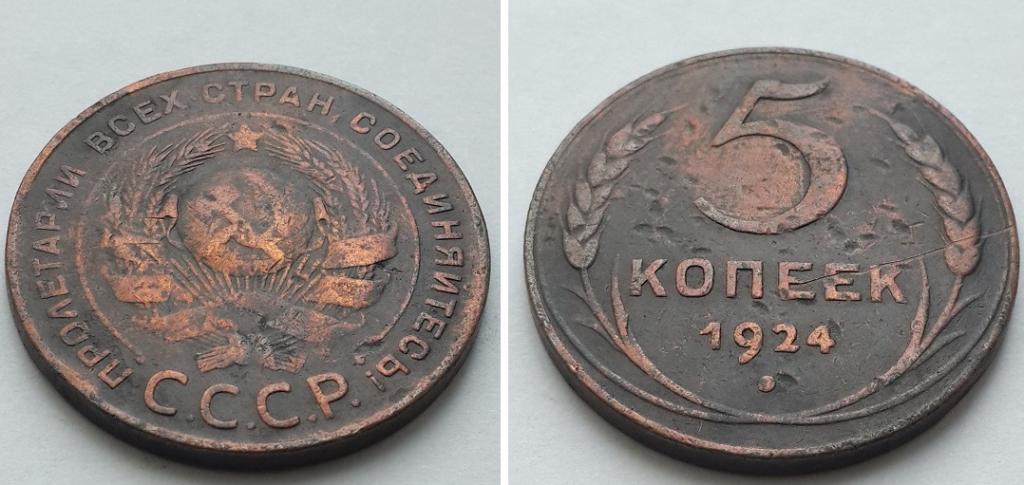 ПРОЛЕТАРИИ ВСЕХ СТРАН, СОЕДИНЯЙТЕСЬ!
С.С.С.Р.
5
КОПЕЕК
1924